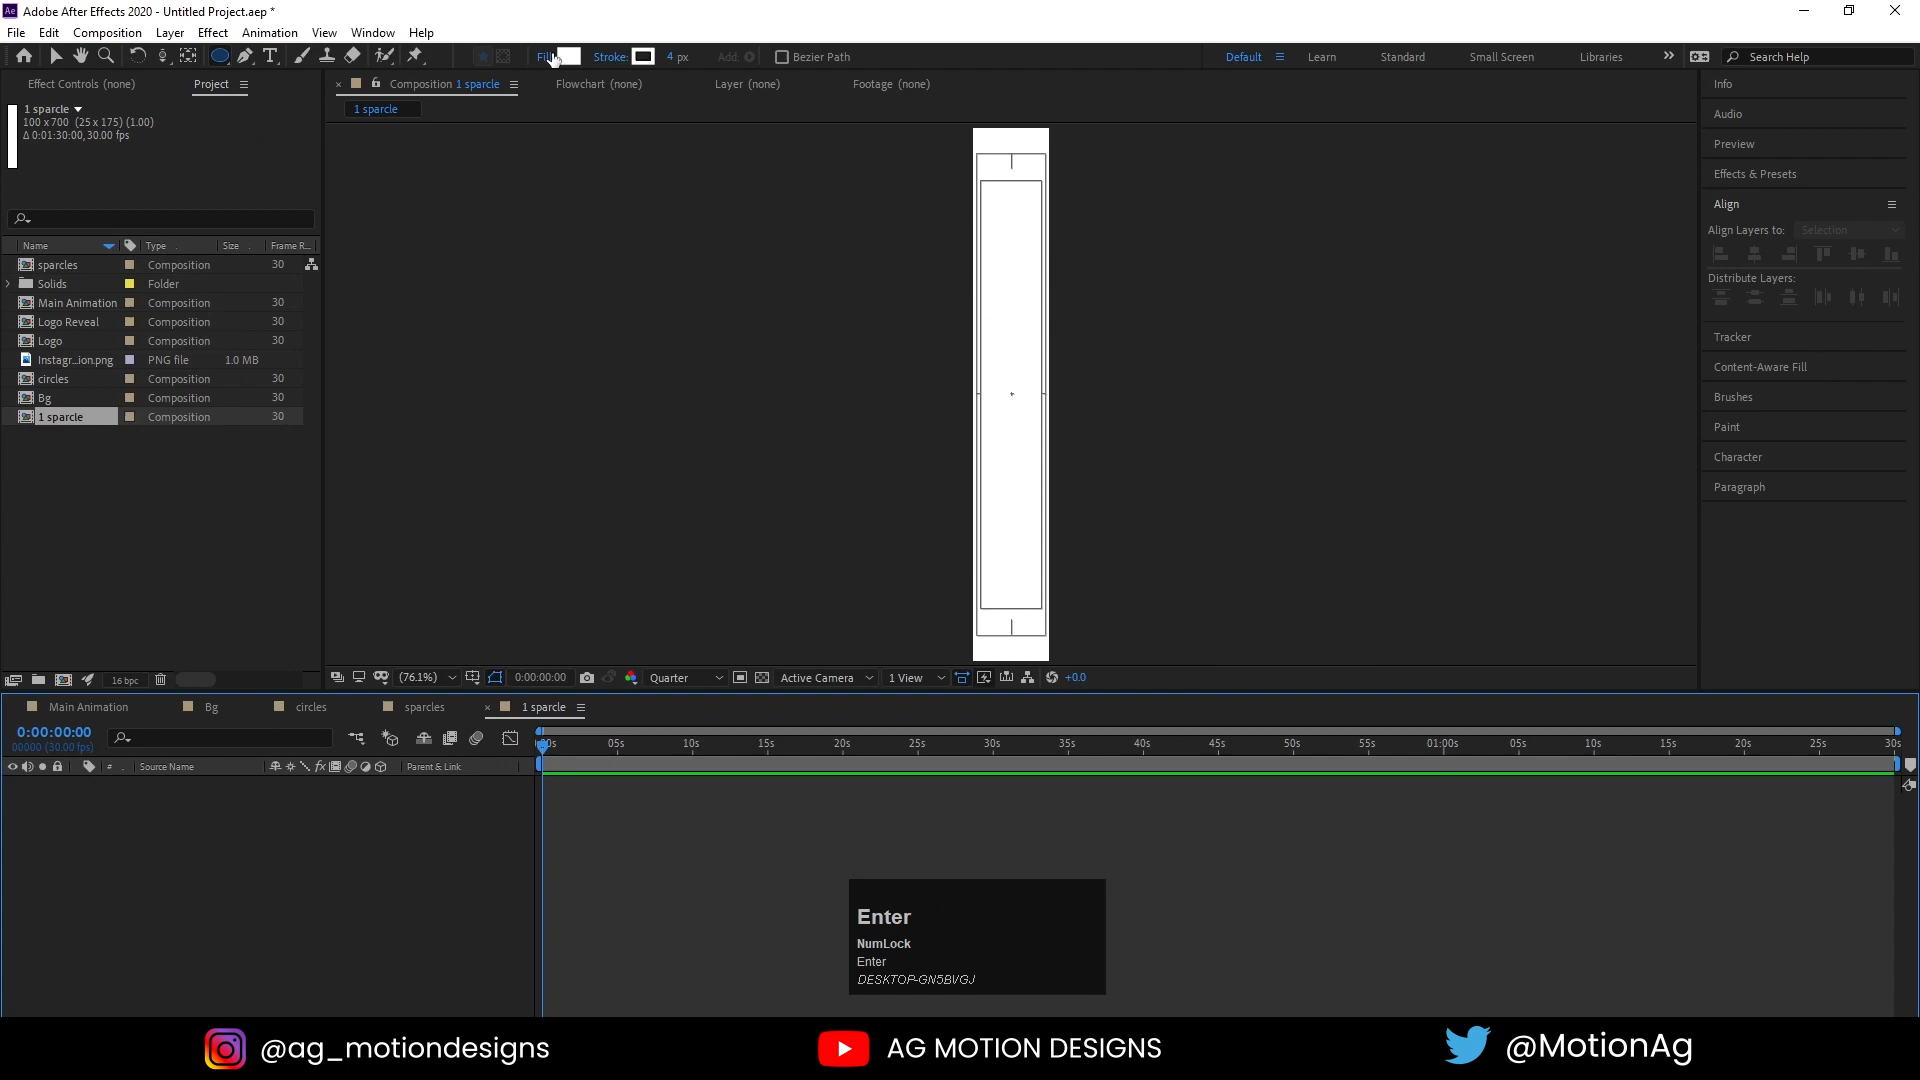 Adobe After Effects 2020 - Untitled Project.aep *
File Edit Composition Layer Effect Animation View Window Help
Fill: Stroke: 4 px Add: Bezier Path Default Learn Standard Small Screen Libraries Search Help
Effect Controls (none) Project
Composition 1 sparcle Flowchart (none) Layer (none) Footage (none)
1 sparcle
1 sparcle
100 x 700 (25 x 175) (1.00)
Δ 0:01:30:00, 30.00 fps
Name Type Size Frame R...
sparcles Composition 30
Solids Folder
Main Animation Composition 30
Logo Reveal Composition 30
Logo Composition 30
Instagr...ion.png PNG file 1.0 MB
circles Composition 30
Bg Composition 30
1 sparcle Composition 30
16 bpc
(76.1%) 0:00:00:00 Quarter Active Camera 1 View +0.0
Info
Audio
Preview
Effects & Presets
Align
Align Layers to: Selection
Distribute Layers:
Tracker
Content-Aware Fill
Brushes
Paint
Character
Paragraph
Main Animation Bg circles sparcles 1 sparcle
0:00:00:00
00000 (30.00 fps)
05s 10s 15s 20s 25s 30s 35s 40s 45s 50s 55s 01:00s 05s 10s 15s 20s 25s 30s
# Source Name fx Parent & Link
Enter
NumLock
Enter
DESKTOP-GN5BVGJ
@ag_motiondesigns AG MOTION DESIGNS @MotionAg